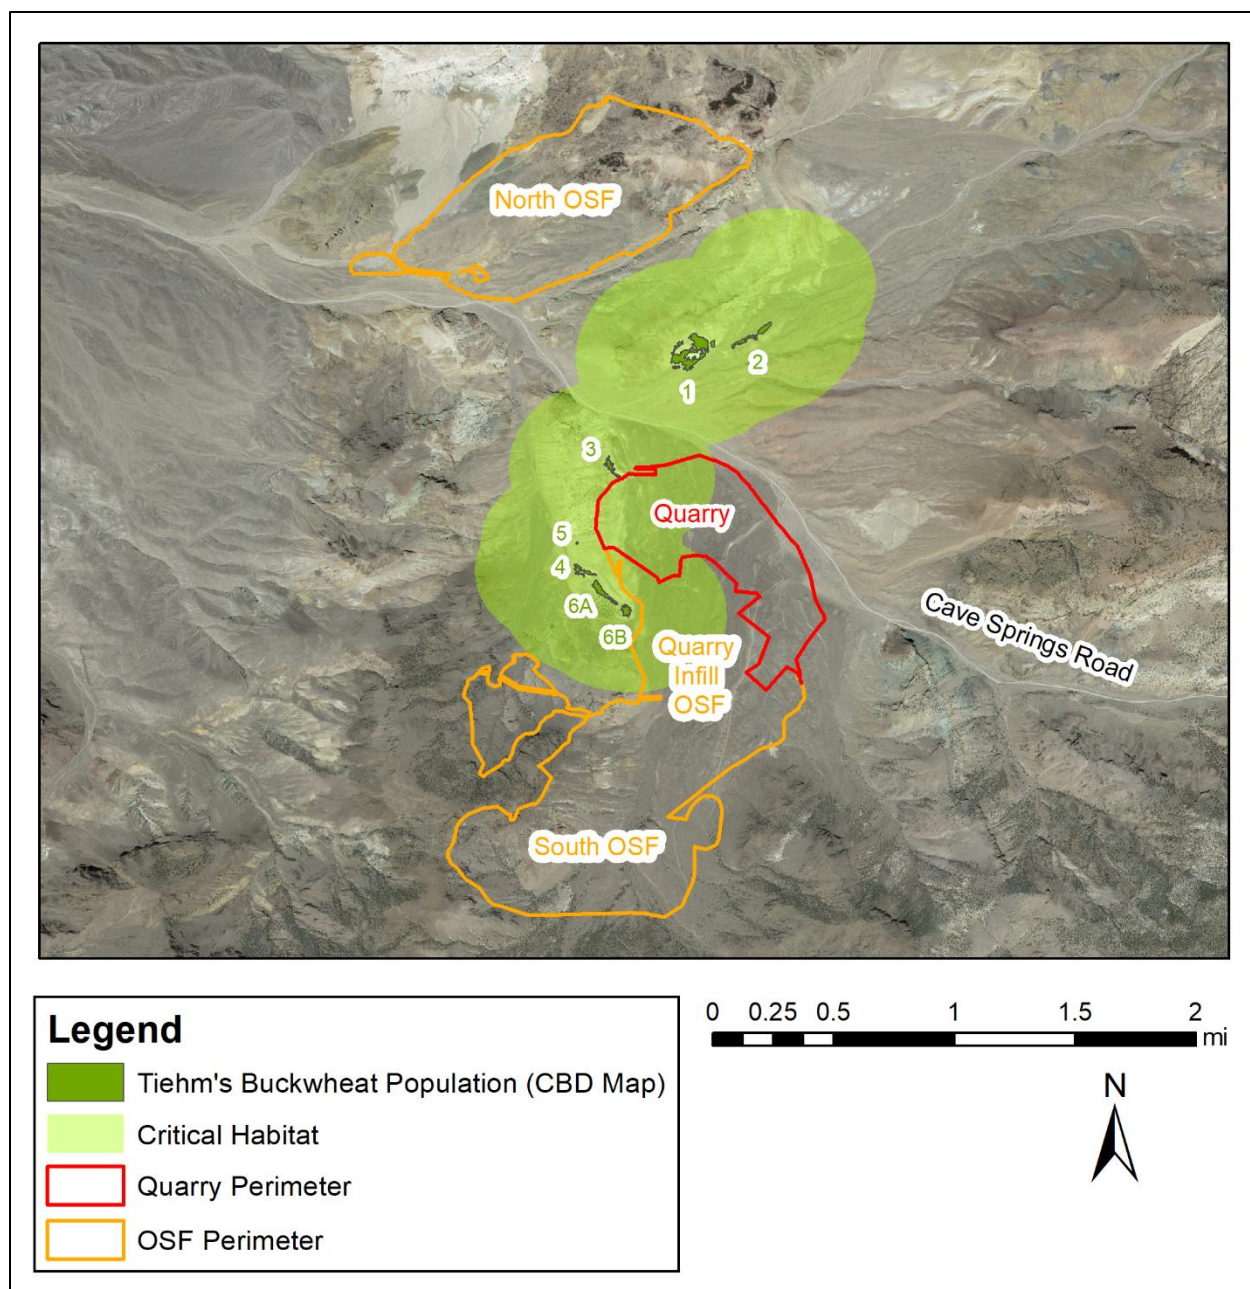 North OSF
2
1
3
Quarry
5
4
6A
6B
Cave Springs Road
Quarry
Infill
OSF
South OSF
Legend
Tiehm's Buckwheat Population (CBD Map)
Critical Habitat
Quarry Perimeter
OSF Perimeter
0 0.25 0.5 1 1.5 2
mi
N